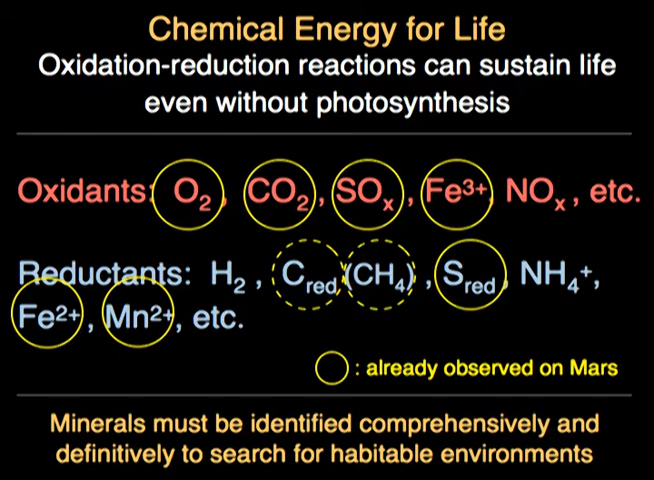 Chemical Energy for Life
Oxidation-reduction reactions can sustain life
even without photosynthesis
Oxidants: O₂, CO₂, SOₓ, Fe³⁺, NOₓ, etc.
Reductants: H₂, C_red (CH₄), S_red, NH₄⁺,
Fe²⁺, Mn²⁺, etc.
: already observed on Mars
Minerals must be identified comprehensively and
definitively to search for habitable environments